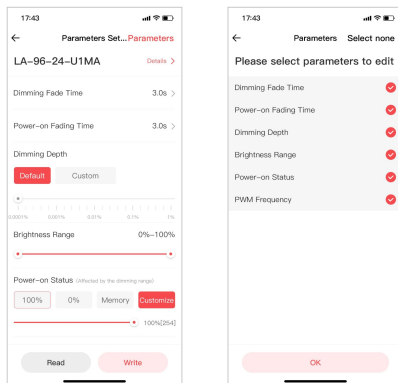 17:43
Parameters Set...Parameters
LA-96-24-U1MA Details
Dimming Fade Time 3.0s
Power-on Fading Time 3.0s
Dimming Depth
Default Custom
0.0001% 0.001% 0.01% 0.1% 1%
Brightness Range 0%-100%
Power-on Status (Affected by the dimming range)
100% 0% Memory Customize
100%[254]
Read Write
17:43
Parameters Select none
Please select parameters to edit
Dimming Fade Time
Power-on Fading Time
Dimming Depth
Brightness Range
Power-on Status
PWM Frequency
OK